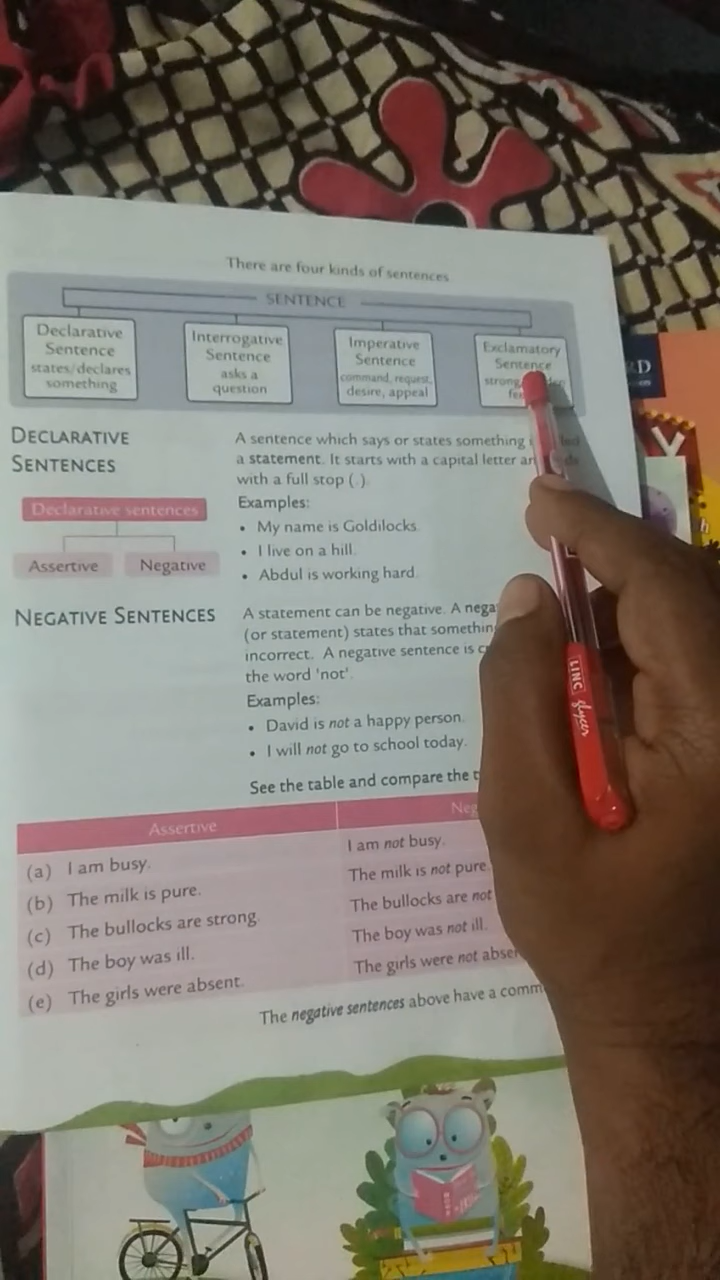 There are four kinds of sentences
SENTENCE
Declarative
Sentence
states/declares
something
Interrogative
Sentence
asks a
question
Imperative
Sentence
command, request,
desire, appeal
Exclamatory
Sentence
DECLARATIVE
SENTENCES
Declarative sentences
Assertive Negative
A sentence which says or states something
a statement. It starts with a capital letter
with a full stop (.)
Examples:
• My name is Goldilocks.
• I live on a hill.
• Abdul is working hard.
NEGATIVE SENTENCES
A statement can be negative. A
(or statement) states that
incorrect. A negative sentence is
the word 'not'.
Examples:
• David is not a happy person.
• I will not go to school today.
See the table and compare the
Assertive
(a) I am busy. I am not busy.
(b) The milk is pure. The milk is not pure.
(c) The bullocks are strong. The bullocks are not
(d) The boy was ill. The boy was not ill.
(e) The girls were absent. The girls were not
The negative sentences above have a
LINC glycer